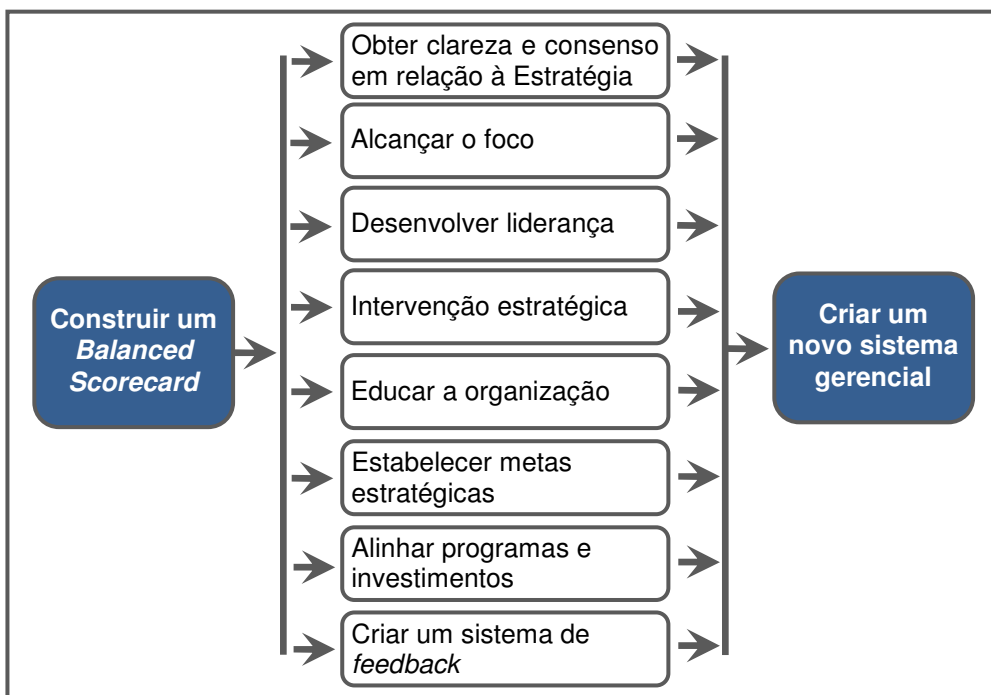 Obter clareza e consenso
em relação à Estratégia
Alcançar o foco
Desenvolver liderança
Construir um
Balanced
Scorecard
Intervenção estratégica
Criar um
novo sistema
gerencial
Educar a organização
Estabelecer metas
estratégicas
Alinhar programas e
investimentos
Criar um sistema de
feedback